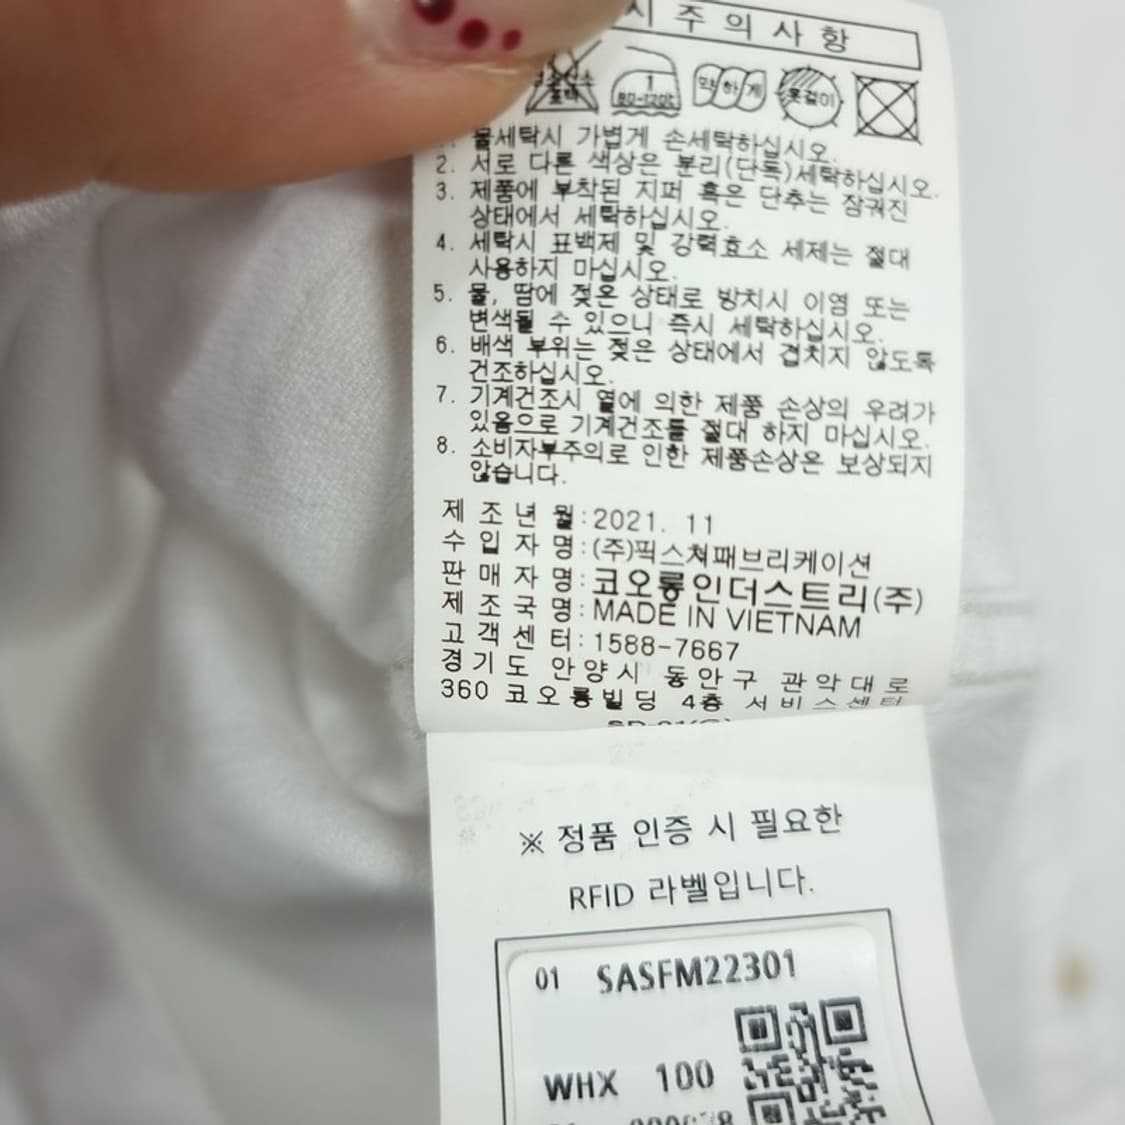 시 주 의 사 항
1
80~120℃
약하게
옷걸이
1. 물세탁시 가볍게 손세탁하십시오.
2. 서로 다른 색상은 분리(단독)세탁하십시오.
3. 제품에 부착된 지퍼 혹은 단추는 잠궈진
상태에서 세탁하십시오.
4. 세탁시 표백제 및 강력효소 세제는 절대
사용하지 마십시오.
5. 물, 땀에 젖은 상태로 방치시 이염 또는
변색될 수 있으니 즉시 세탁하십시오.
6. 배색 부위는 젖은 상태에서 겹치지 않도록
건조하십시오.
7. 기계건조시 열에 의한 제품 손상의 우려가
있음으로 기계건조를 절대 하지 마십시오.
8. 소비자부주의로 인한 제품손상은 보상되지
않습니다.
제 조 년 월:2021. 11
수 입 자 명:(주)픽스쳐패브리케이션
판 매 자 명:코오롱인더스트리(주)
제 조 국 명:MADE IN VIETNAM
고 객 센 터:1588-7667
경기도 안양시 동안구 관악대로
360 코오롱빌딩 4층 서비스센터
※ 정품 인증 시 필요한
RFID 라벨입니다.
01 SASFM22301
WHX 100